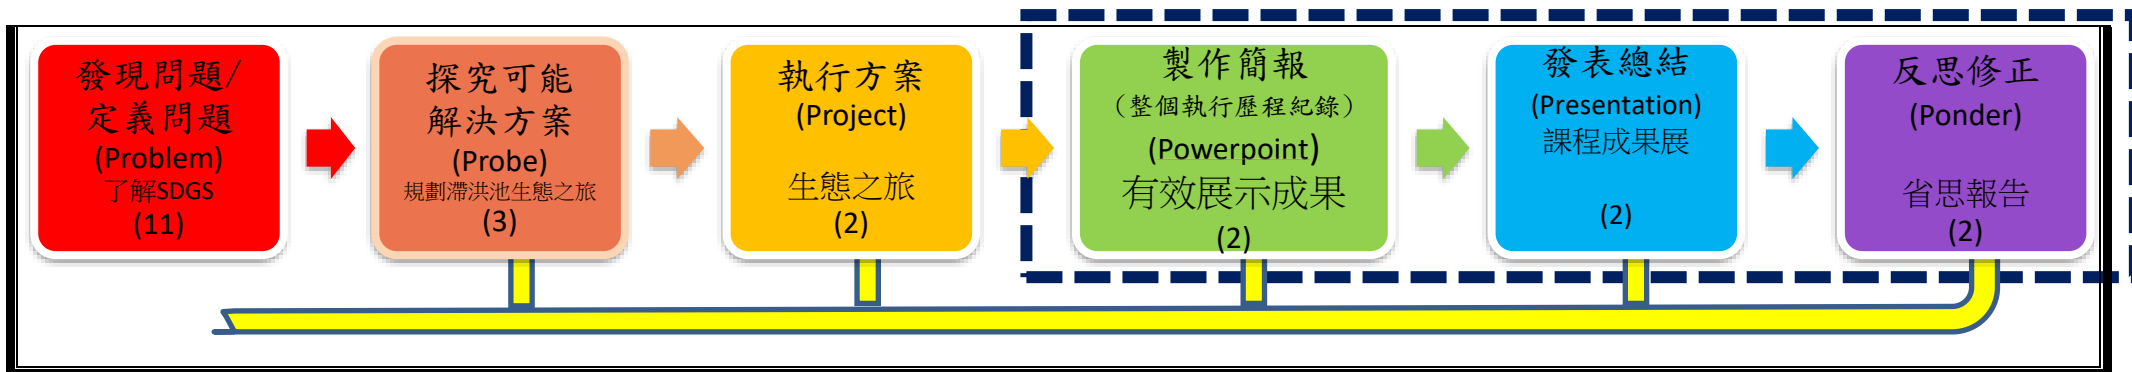 發現問題/
定義問題
(Problem)
了解SDGS
(11)
探究可能
解決方案
(Probe)
規劃滯洪池生態之旅
(3)
執行方案
(Project)
生態之旅
(2)
製作簡報
（整個執行歷程紀錄）
(Powerpoint)
有效展示成果
(2)
發表總結
(Presentation)
課程成果展
(2)
反思修正
(Ponder)
省思報告
(2)